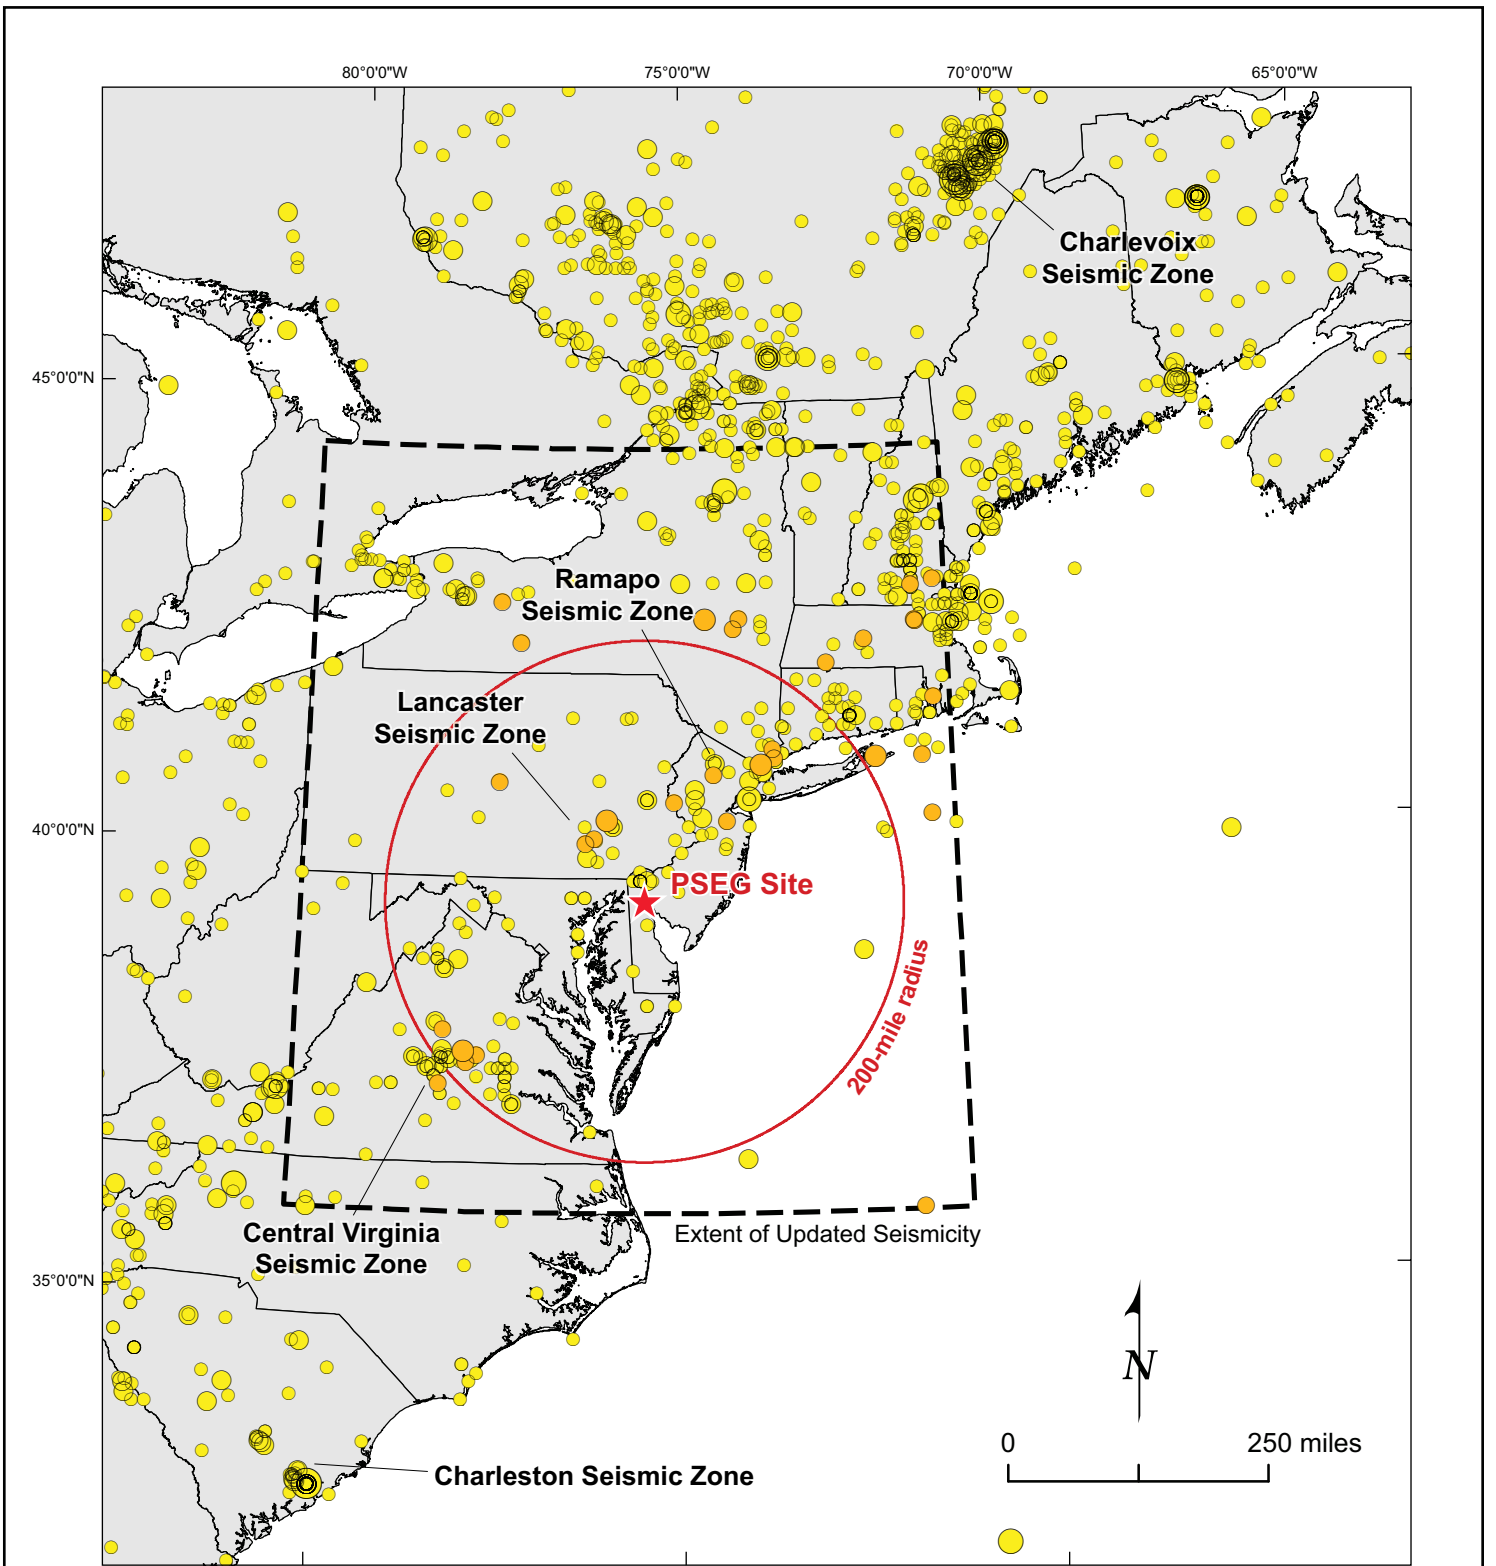 80°0'0"W
75°0'0"W
70°0'0"W
65°0'0"W
Charlevoix
Seismic Zone
45°0'0"N
Ramapo
Seismic Zone
Lancaster
Seismic Zone
40°0'0"N
PSEG Site
200-mile radius
Central Virginia
Seismic Zone
Extent of Updated Seismicity
35°0'0"N
N
0
250 miles
Charleston Seismic Zone